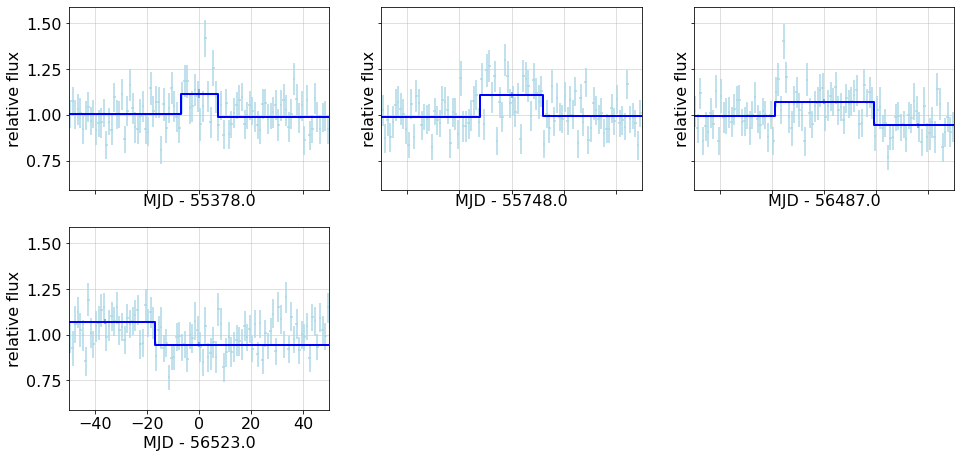 relative flux
1.50
1.25
1.00
0.75
MJD - 55378.0
relative flux
MJD - 55748.0
relative flux
MJD - 56487.0
relative flux
1.50
1.25
1.00
0.75
−40 −20 0 20 40
MJD - 56523.0